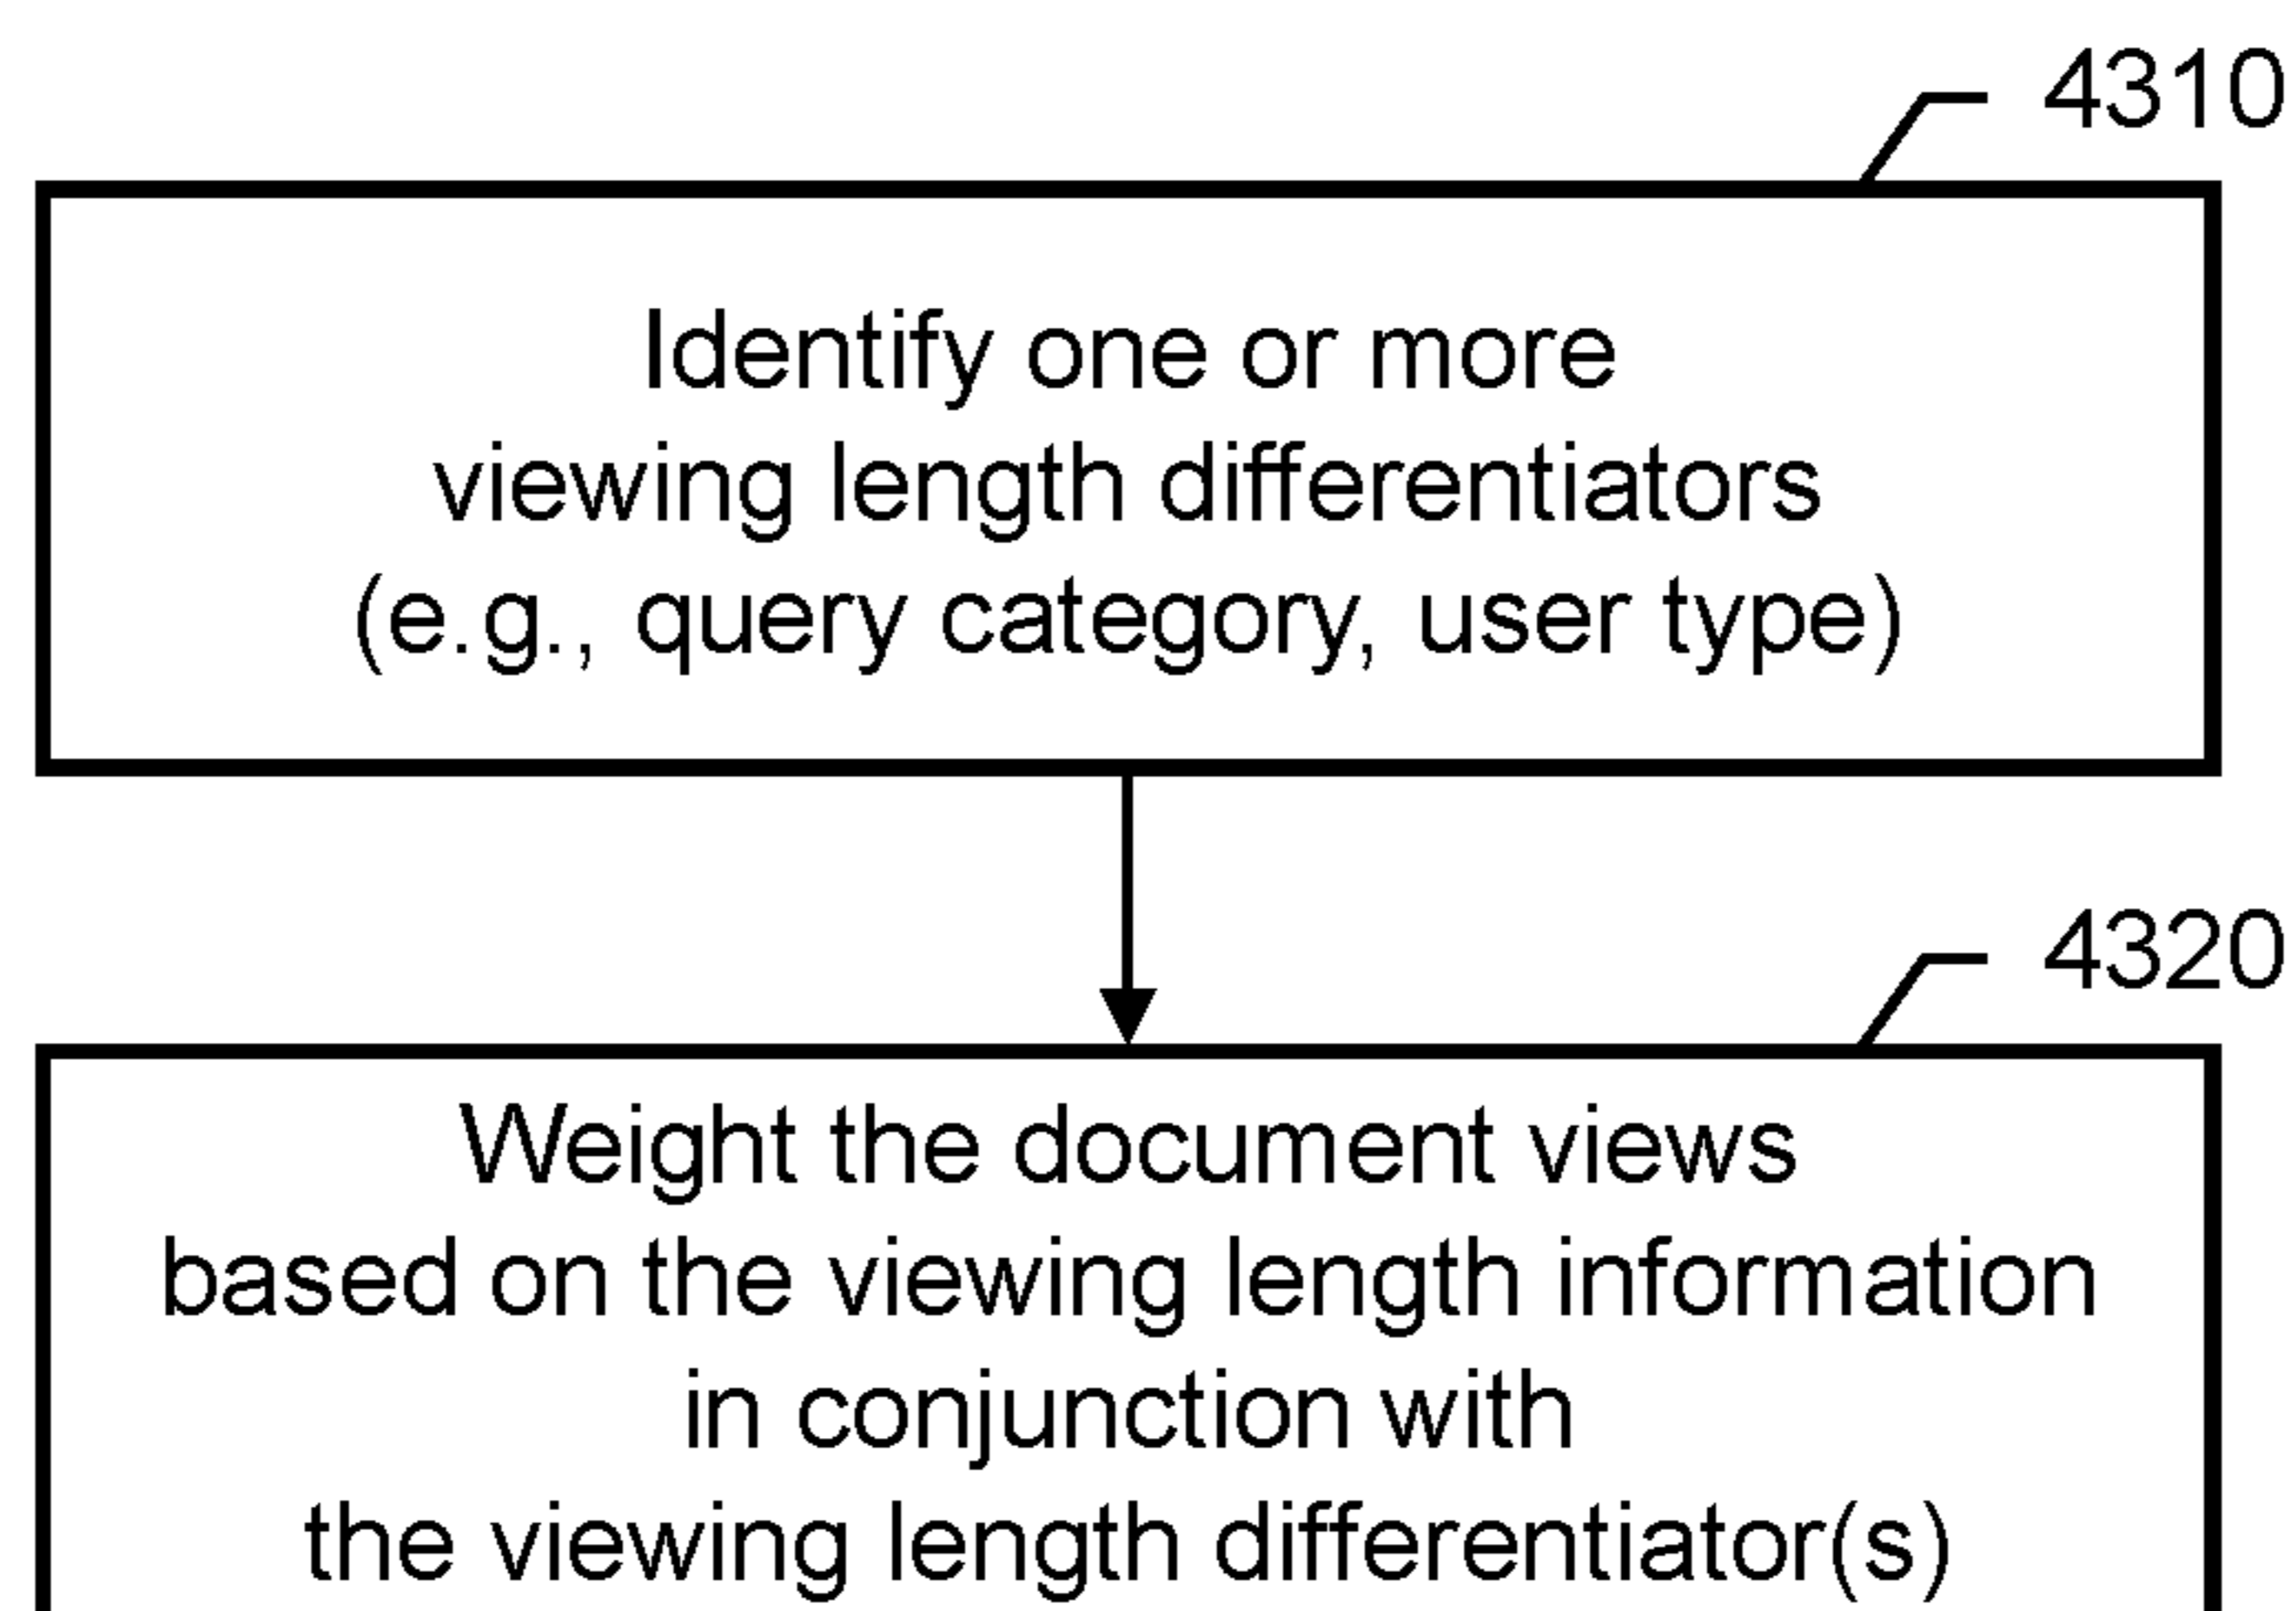 4310
Identify one or more
viewing length differentiators
(e.g., query category, user type)
4320
Weight the document views
based on the viewing length information
in conjunction with
the viewing length differentiator(s)